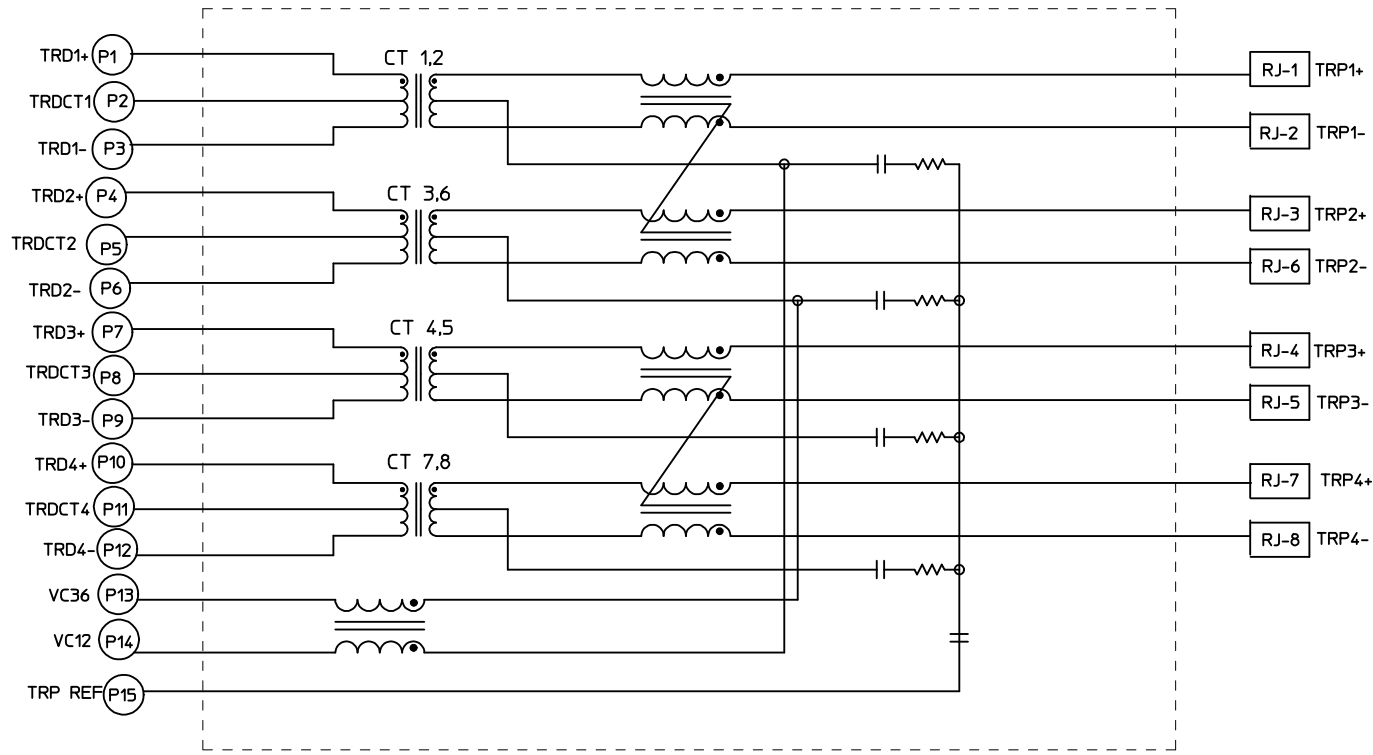 TRD1+ P1
TRDCT1 P2
TRD1- P3
TRD2+ P4
TRDCT2 P5
TRD2- P6
TRD3+ P7
TRDCT3 P8
TRD3- P9
TRD4+ P10
TRDCT4 P11
TRD4- P12
VC36 P13
VC12 P14
TRP REF P15
CT 1,2
CT 3,6
CT 4,5
CT 7,8
RJ-1 TRP1+
RJ-2 TRP1-
RJ-3 TRP2+
RJ-6 TRP2-
RJ-4 TRP3+
RJ-5 TRP3-
RJ-7 TRP4+
RJ-8 TRP4-